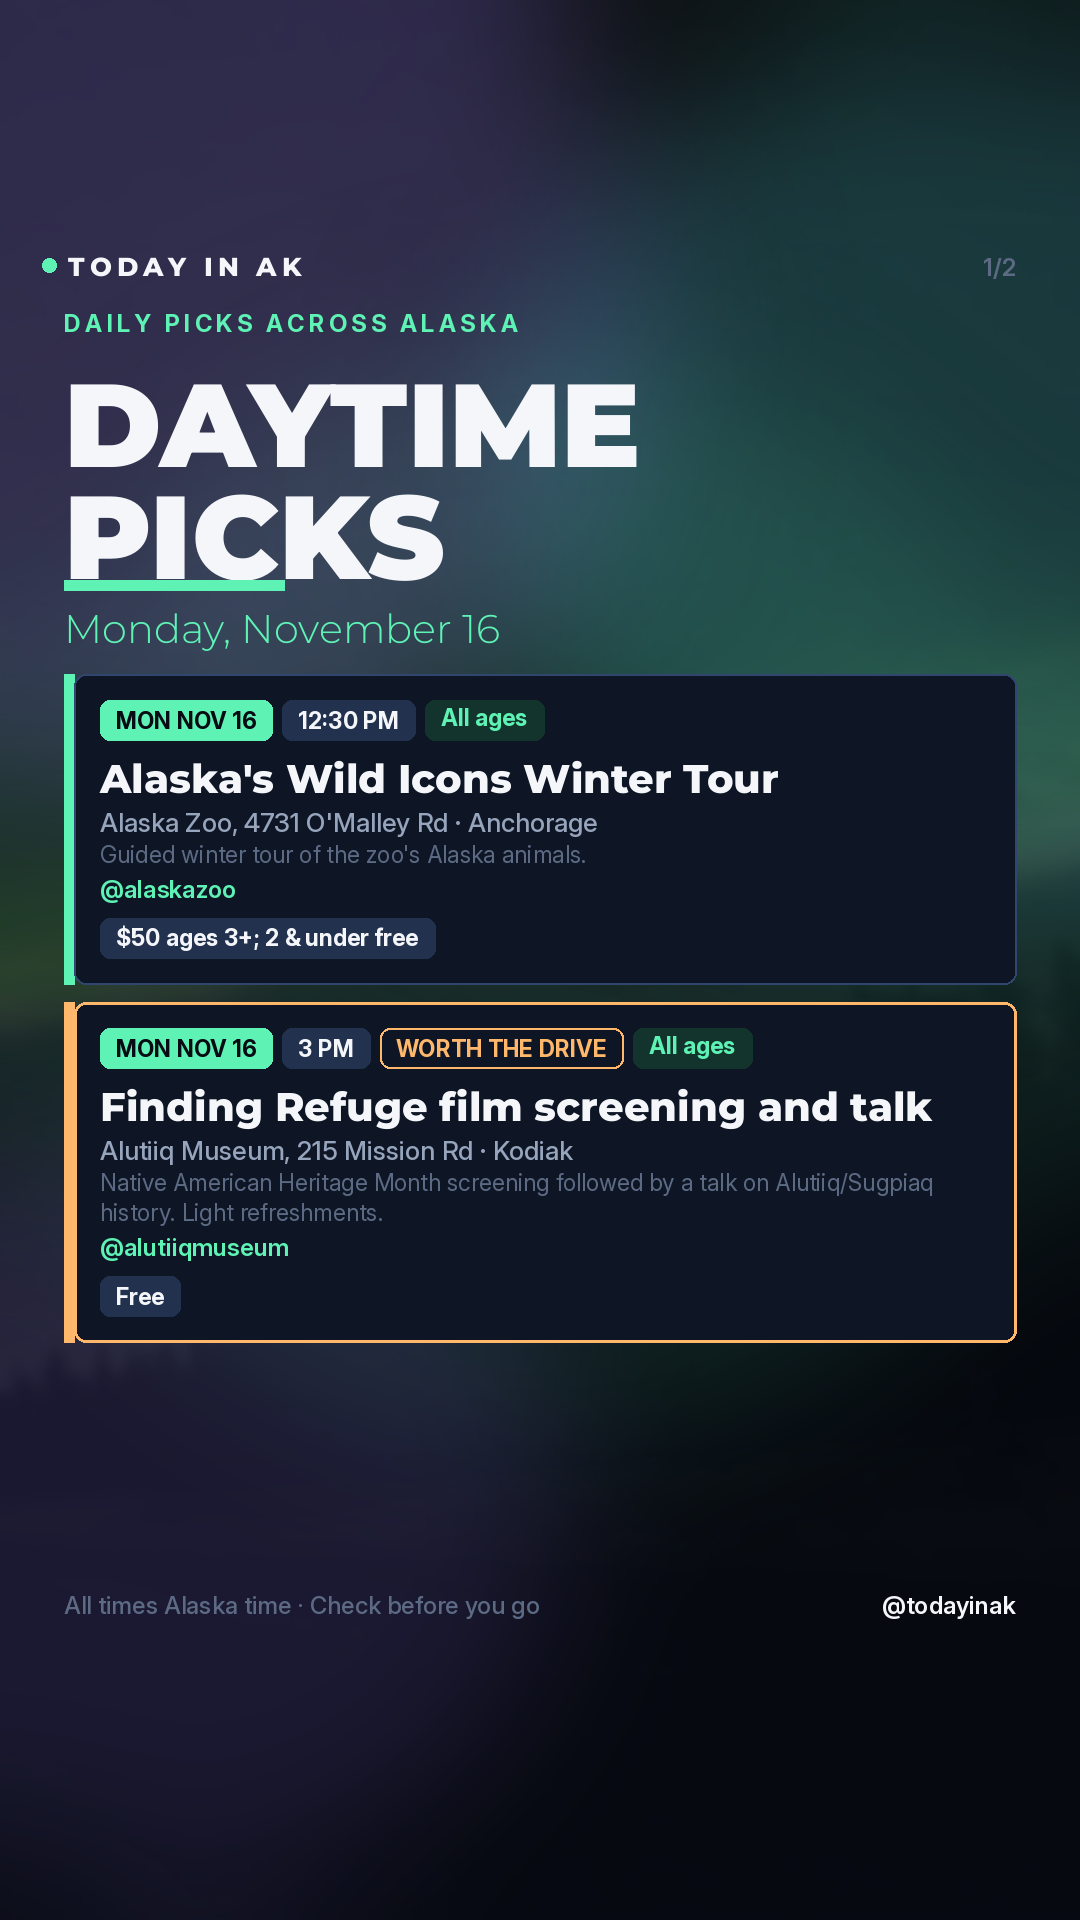 TODAY IN AK
1/2
DAILY PICKS ACROSS ALASKA
DAYTIME
PICKS
Monday, November 16
MON NOV 16 12:30 PM All ages
Alaska's Wild Icons Winter Tour
Alaska Zoo, 4731 O'Malley Rd · Anchorage
Guided winter tour of the zoo's Alaska animals.
@alaskazoo
$50 ages 3+; 2 & under free
MON NOV 16 3 PM WORTH THE DRIVE All ages
Finding Refuge film screening and talk
Alutiiq Museum, 215 Mission Rd · Kodiak
Native American Heritage Month screening followed by a talk on Alutiiq/Sugpiaq
history. Light refreshments.
@alutiiqmuseum
Free
All times Alaska time · Check before you go
@todayinak